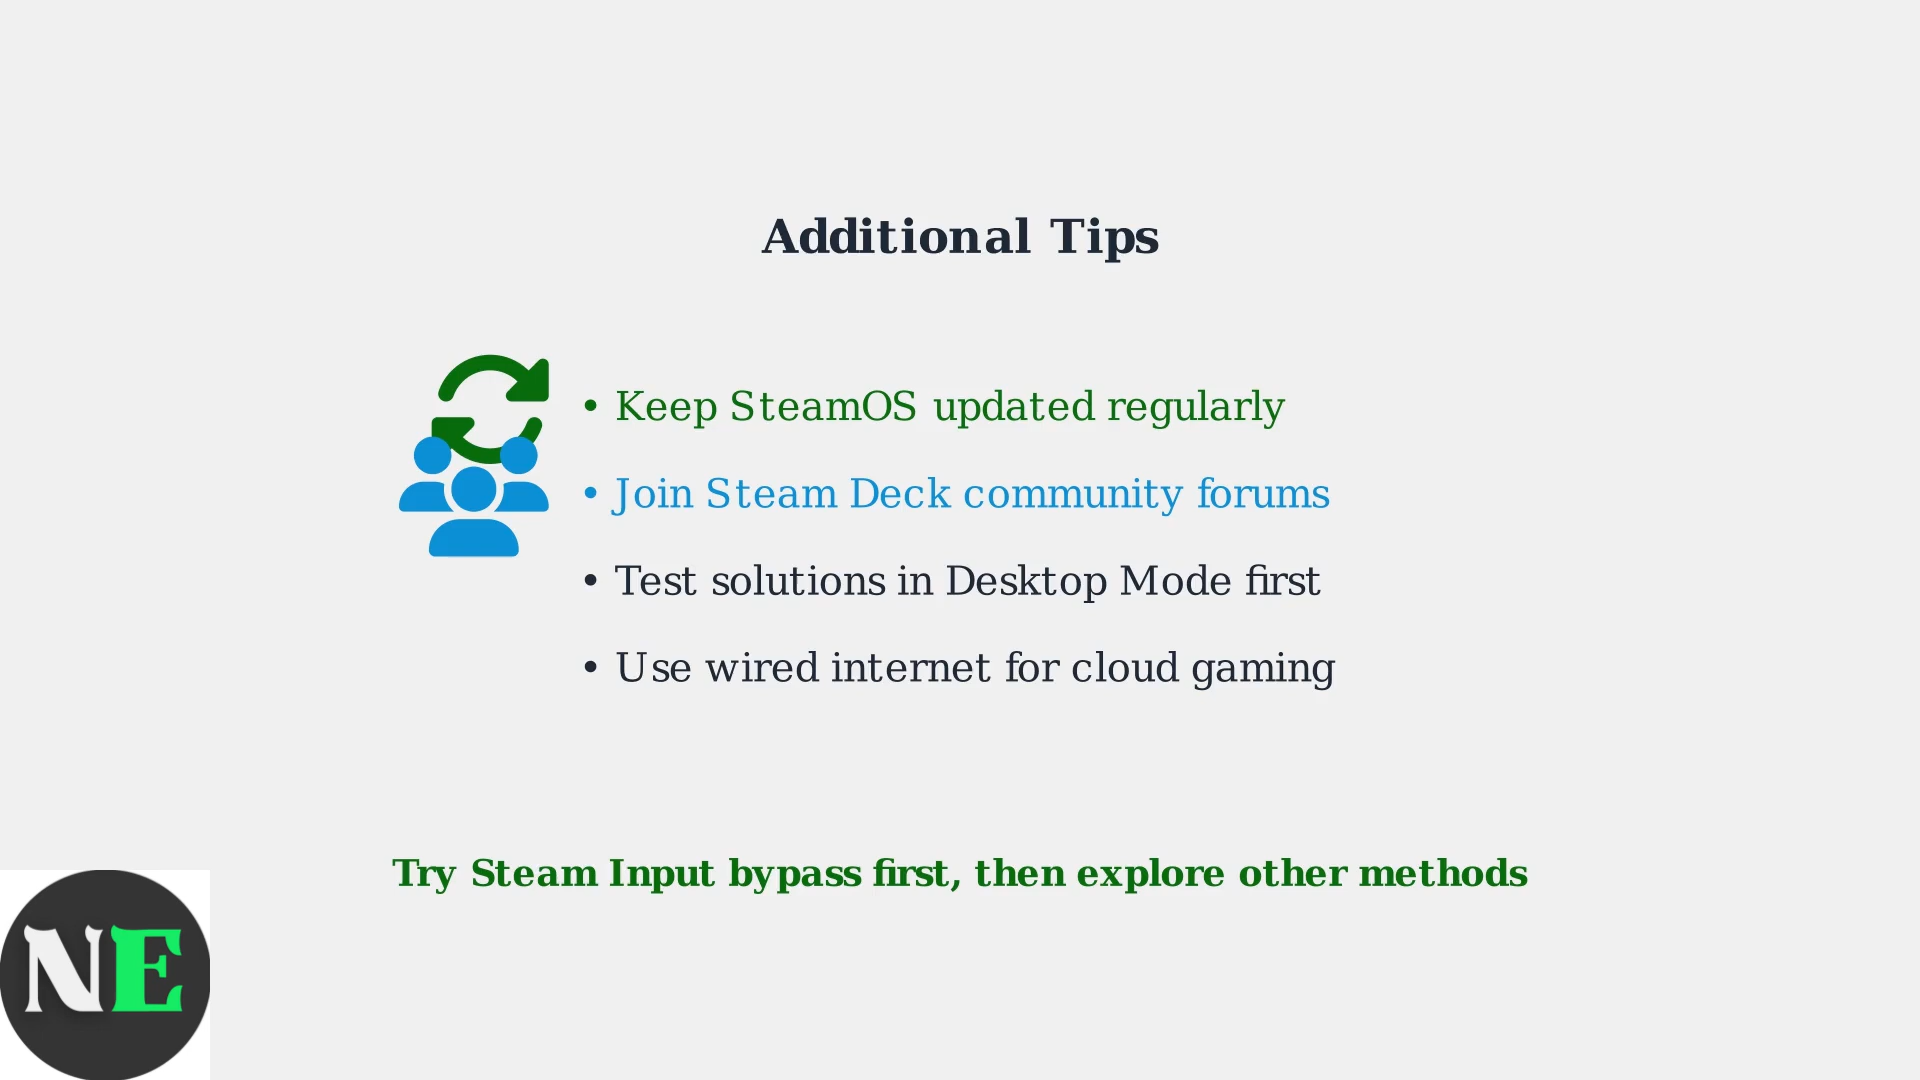 Additional Tips
• Keep SteamOS updated regularly
• Join Steam Deck community forums
• Test solutions in Desktop Mode first
• Use wired internet for cloud gaming
Try Steam Input bypass first, then explore other methods
NE